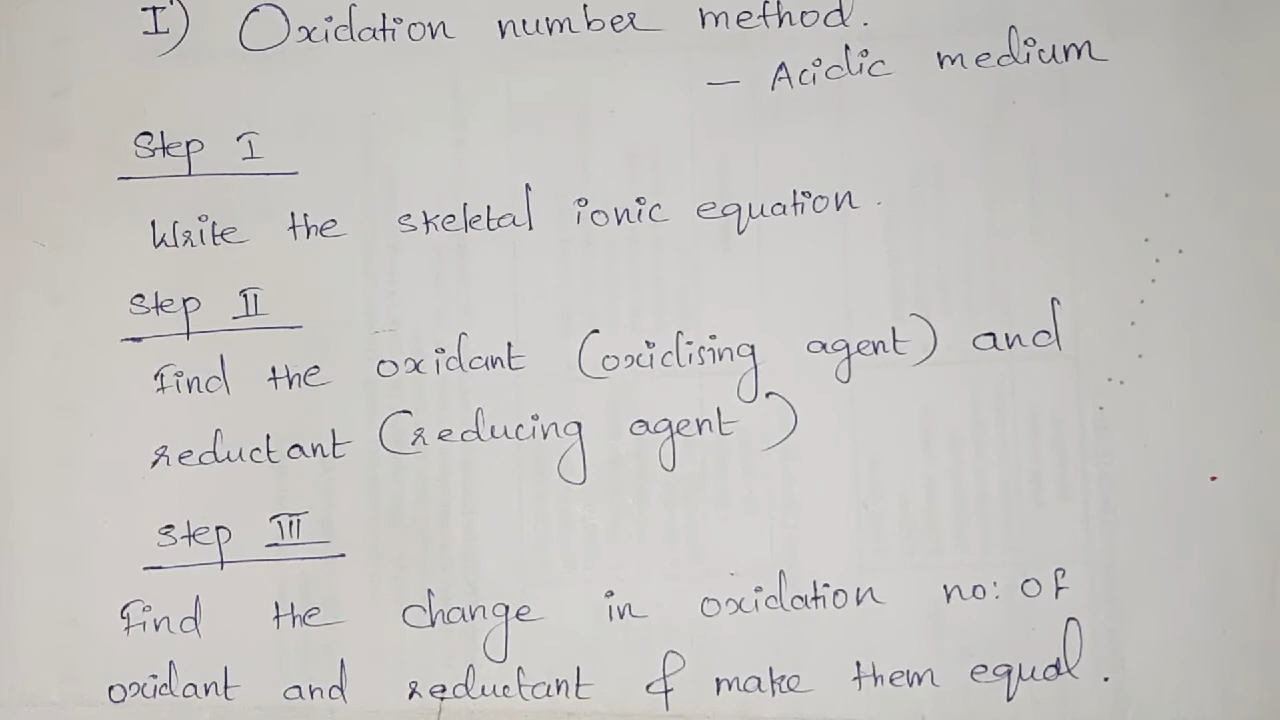 I) Oxidation number method.
- Acidic medium
Step I
Write the skeletal ionic equation.
Step II
Find the oxidant (oxidising agent) and
reductant (reducing agent)
Step III
Find the change in oxidation no: of
oxidant and reductant & make them equal.